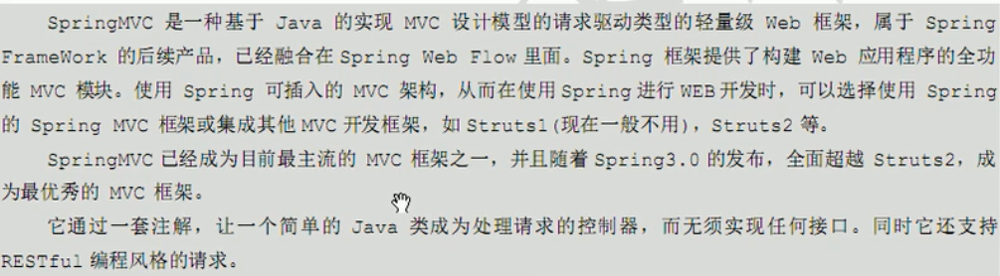 SpringMVC 是一种基于 Java 的实现 MVC 设计模型的请求驱动类型的轻量级 Web 框架，属于 Spring
FrameWork 的后续产品，已经融合在 Spring Web Flow 里面。Spring 框架提供了构建 Web 应用程序的全功
能 MVC 模块。使用 Spring 可插入的 MVC 架构，从而在使用 Spring 进行 WEB 开发时，可以选择使用 Spring
的 Spring MVC 框架或集成其他 MVC 开发框架，如 Struts1(现在一般不用)，Struts2 等。
SpringMVC 已经成为目前最主流的 MVC 框架之一，并且随着 Spring3.0 的发布，全面超越 Struts2，成
为最优秀的 MVC 框架。
它通过一套注解，让一个简单的 Java 类成为处理请求的控制器，而无须实现任何接口。同时它还支持
RESTful 编程风格的请求。